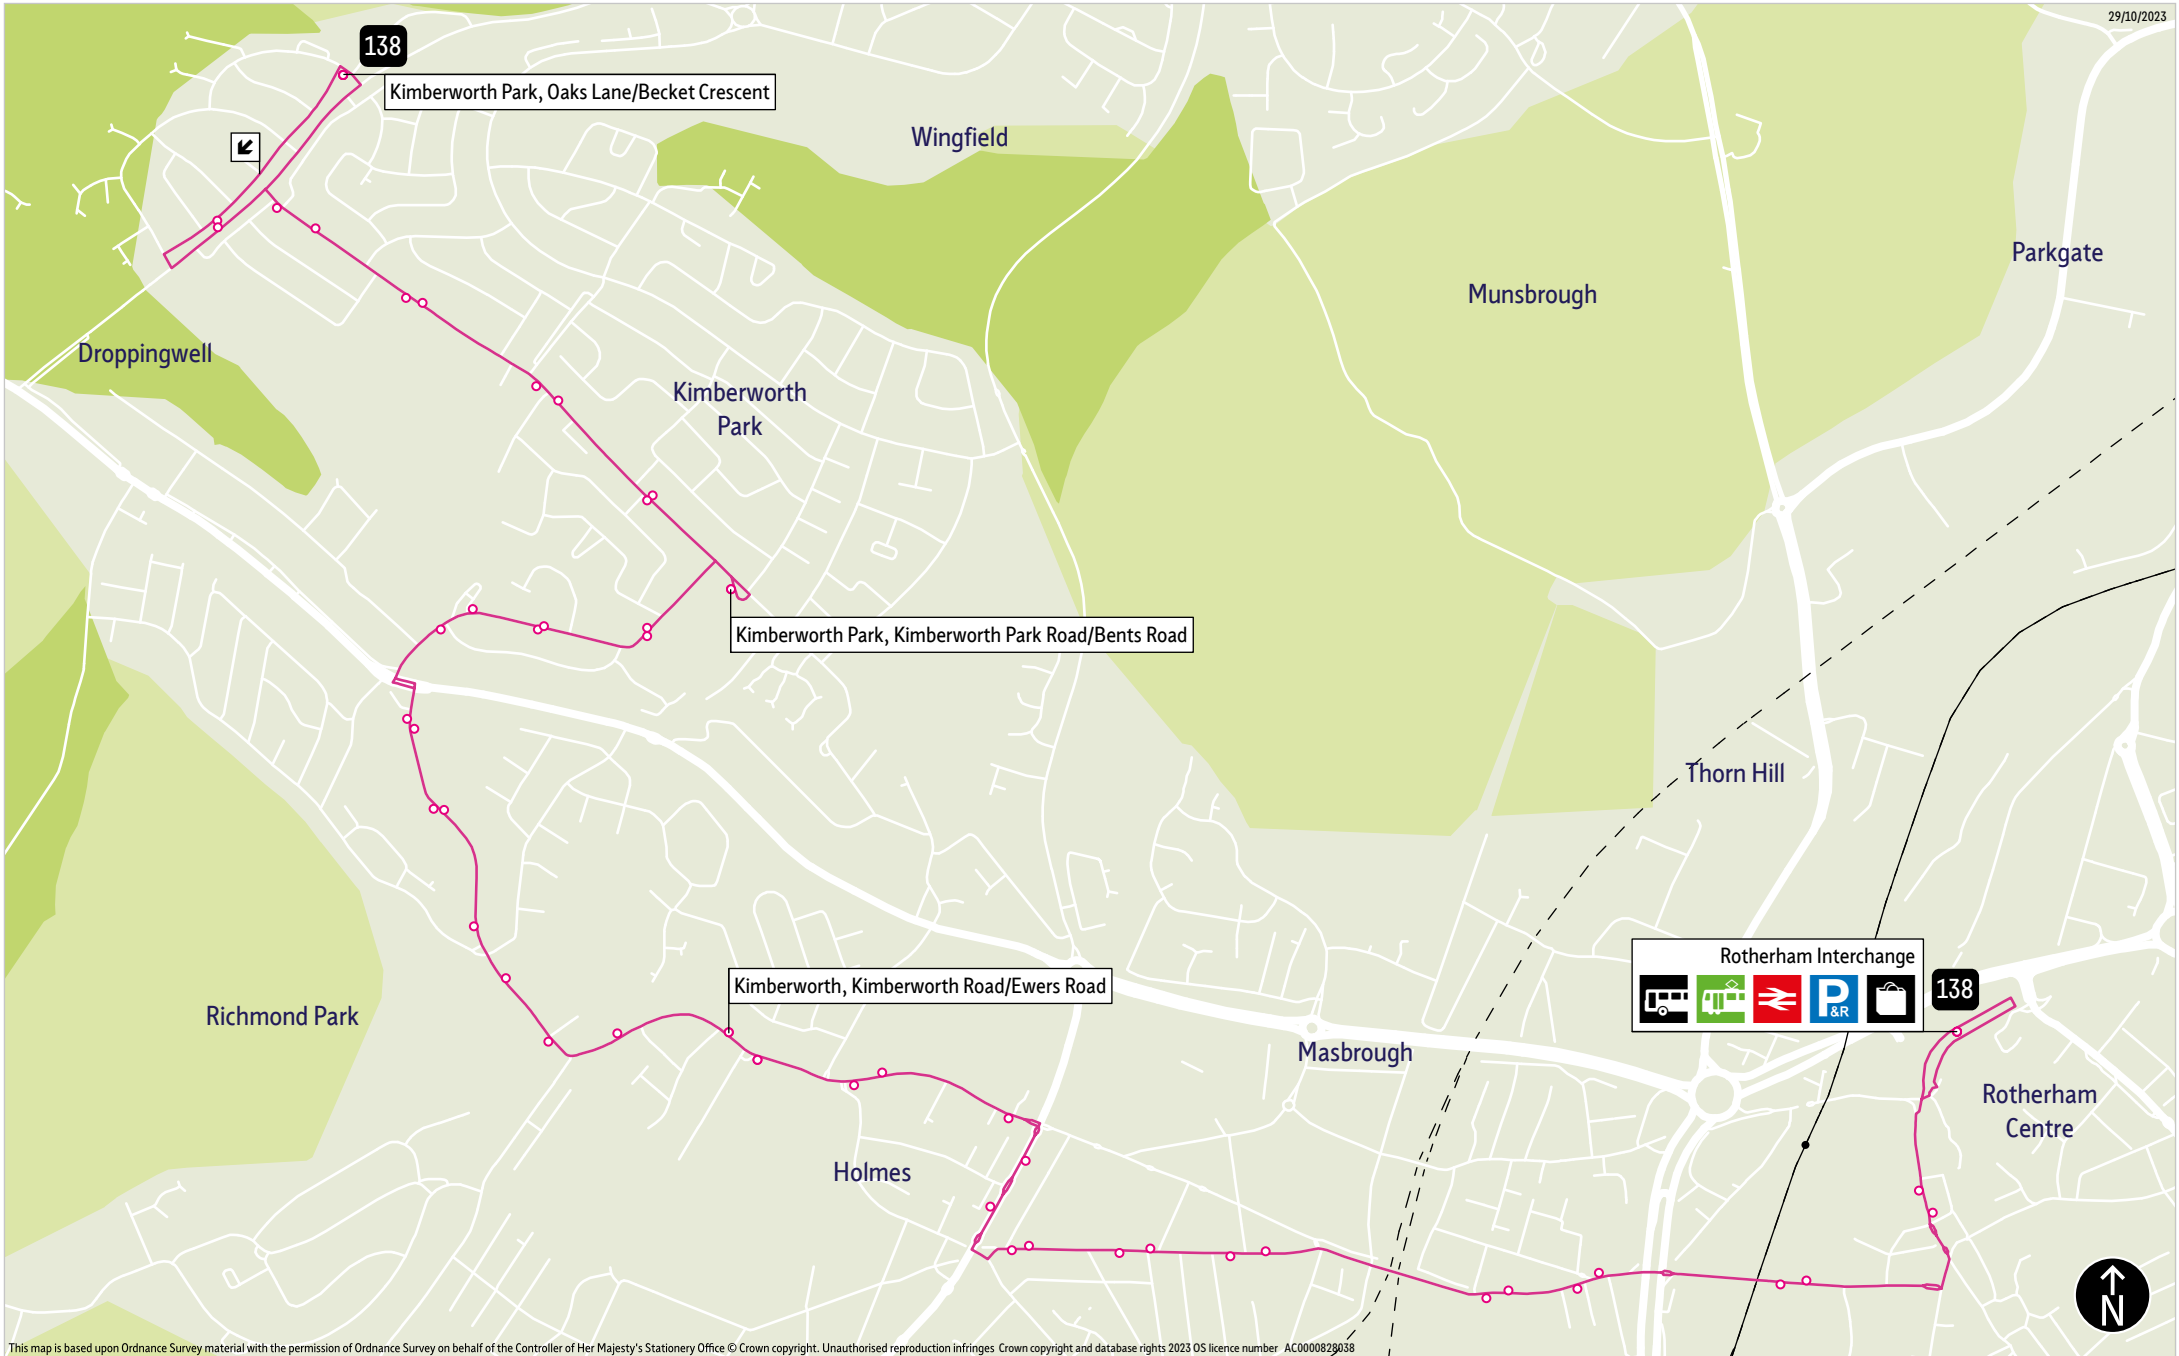 29/10/2023
138
Kimberworth Park, Oaks Lane/Becket Crescent
Wingfield
Parkgate
Munsbrough
Droppingwell
Kimberworth
Park
Kimberworth Park, Kimberworth Park Road/Bents Road
Thorn Hill
Rotherham Interchange
P
&R
138
Kimberworth, Kimberworth Road/Ewers Road
Richmond Park
Masbrough
Rotherham
Centre
Holmes
N
This map is based upon Ordnance Survey material with the permission of Ordnance Survey on behalf of the Controller of Her Majesty's Stationery Office © Crown copyright. Unauthorised reproduction infringes Crown copyright and database rights 2023 OS licence number AC0000828038